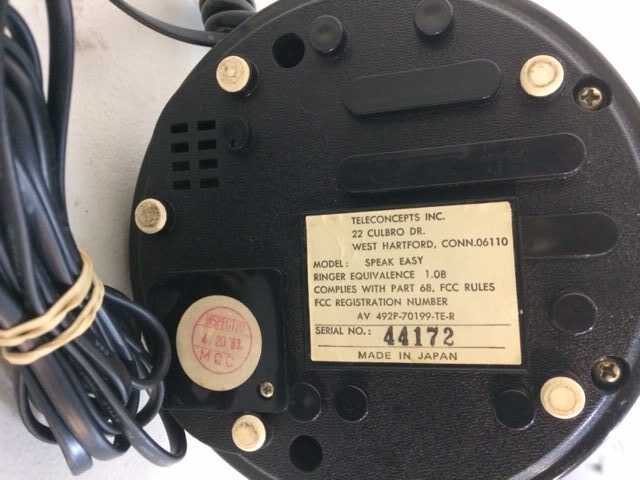 TELECONCEPTS INC.
22 CULBRO DR.
WEST HARTFORD, CONN.06110
MODEL: SPEAK EASY
RINGER EQUIVALENCE 1.0B
COMPLIES WITH PART 68, FCC RULES
FCC REGISTRATION NUMBER
AV 492P-70199-TE-R
SERIAL NO.: 44172
MADE IN JAPAN
4.20'83.
MQC